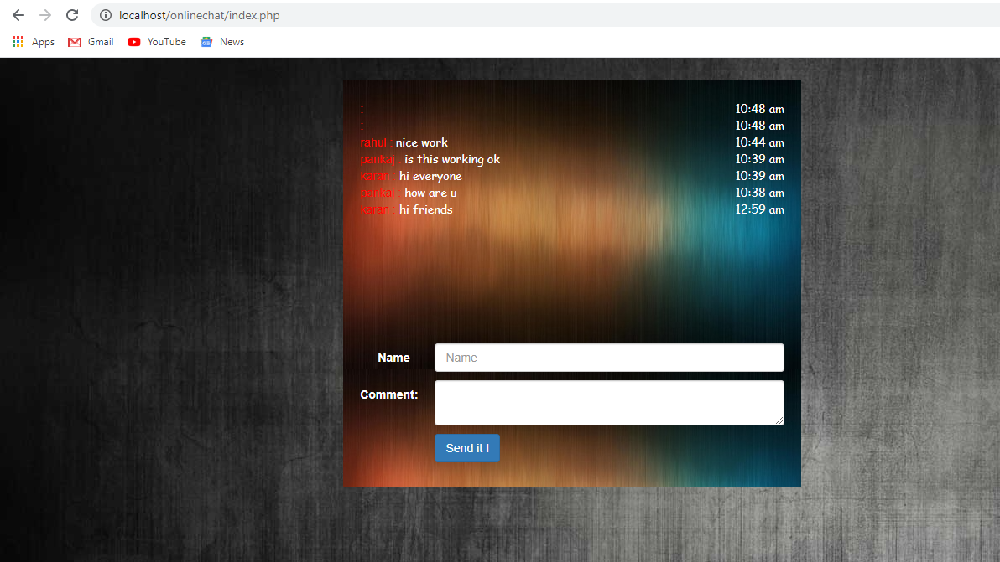 localhost/onlinechat/index.php
Apps Gmail YouTube News
: 10:48 am
: 10:48 am
rahul : nice work 10:44 am
pankaj : is this working ok 10:39 am
karan : hi everyone 10:39 am
pankaj : how are u 10:38 am
karan : hi friends 12:59 am
Name Name
Comment:
Send it !